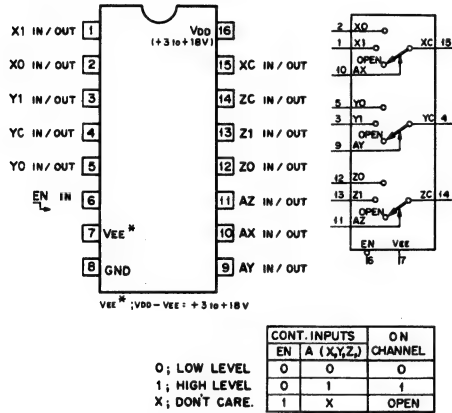 X1 IN/OUT 1
X0 IN/OUT 2
Y1 IN/OUT 3
YC IN/OUT 4
Y0 IN/OUT 5
EN IN 6
7 VEE*
8 GND
VDD 16
(+3 to +18V)
15 XC IN/OUT
14 ZC IN/OUT
13 Z1 IN/OUT
12 Z0 IN/OUT
11 AZ IN/OUT
10 AX IN/OUT
9 AY IN/OUT
VEE* ; VDD-VEE: +3 to +18V
2 X0
1 X1 XC 15
OPEN
10 AX
5 Y0
3 Y1 YC 4
OPEN
9 AY
12 Z0
13 Z1 ZC 14
OPEN
11 AZ
EN VEE
6 7
CONT. INPUTS ON
EN A (X,Y,Z,) CHANNEL
O; LOW LEVEL 0 0 0
1; HIGH LEVEL 0 1 1
X; DON'T CARE. 1 X OPEN